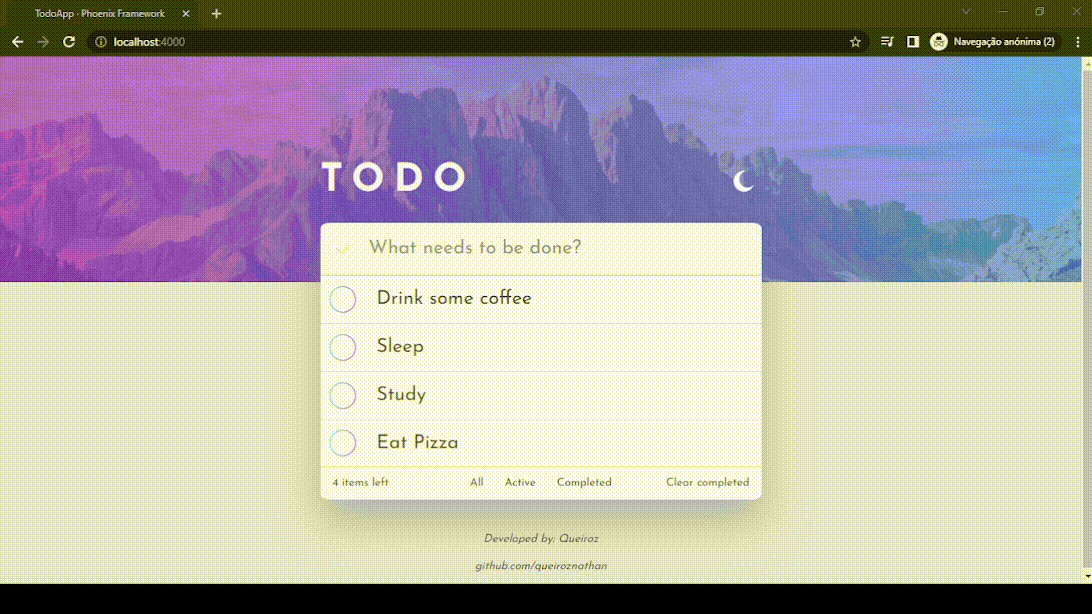 TodoApp · Phoenix Framework
localhost:4000
Navegação anónima (2)
TODO
What needs to be done?
Drink some coffee
Sleep
Study
Eat Pizza
4 items left All Active Completed Clear completed
Developed by: Queiroz
github.com/queiroznathan